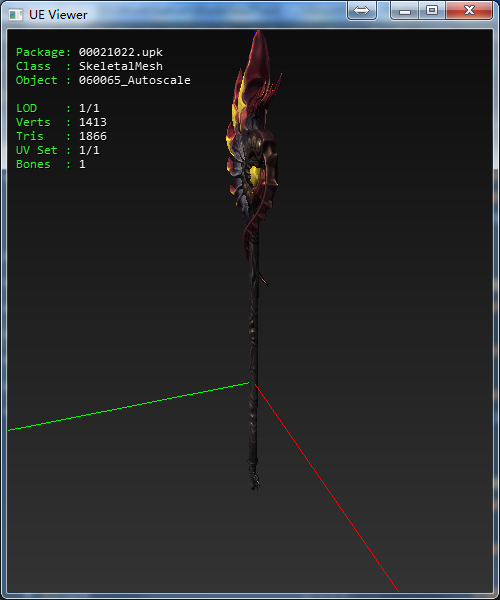 UE Viewer
Package: 00021022.upk
Class  : SkeletalMesh
Object : 060065_Autoscale
LOD    : 1/1
Verts  : 1413
Tris   : 1866
UV Set : 1/1
Bones  : 1